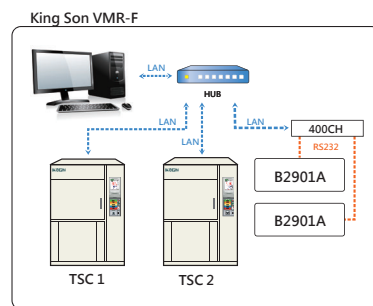 King Son VMR-F
LAN
HUB
LAN
LAN
LAN
400CH
RS232
B2901A
B2901A
TSC 1
TSC 2